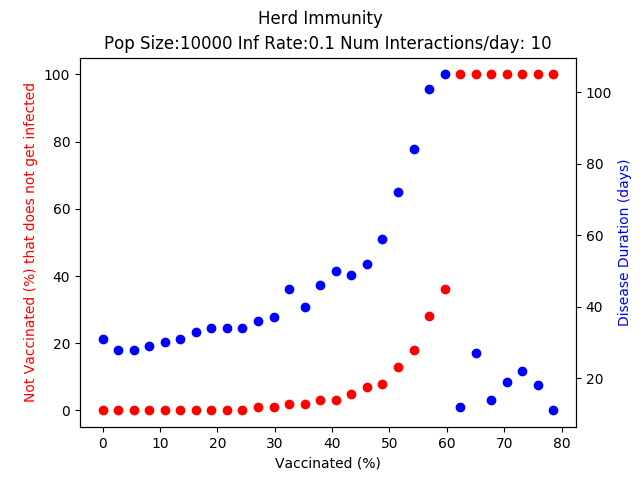 Herd Immunity
Pop Size:10000 Inf Rate:0.1 Num Interactions/day: 10
Not Vaccinated (%) that does not get infected
100
80
60
40
20
0
100
80
60
40
20
Disease Duration (days)
0 10 20 30 40 50 60 70 80
Vaccinated (%)